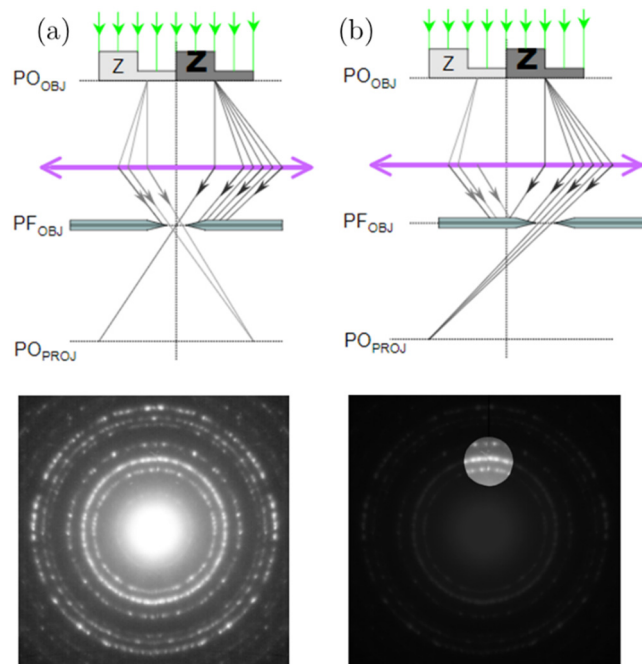 (a)
Z Z
PO_OBJ
PF_OBJ
PO_PROJ
(b)
Z Z
PO_OBJ
PF_OBJ
PO_PROJ